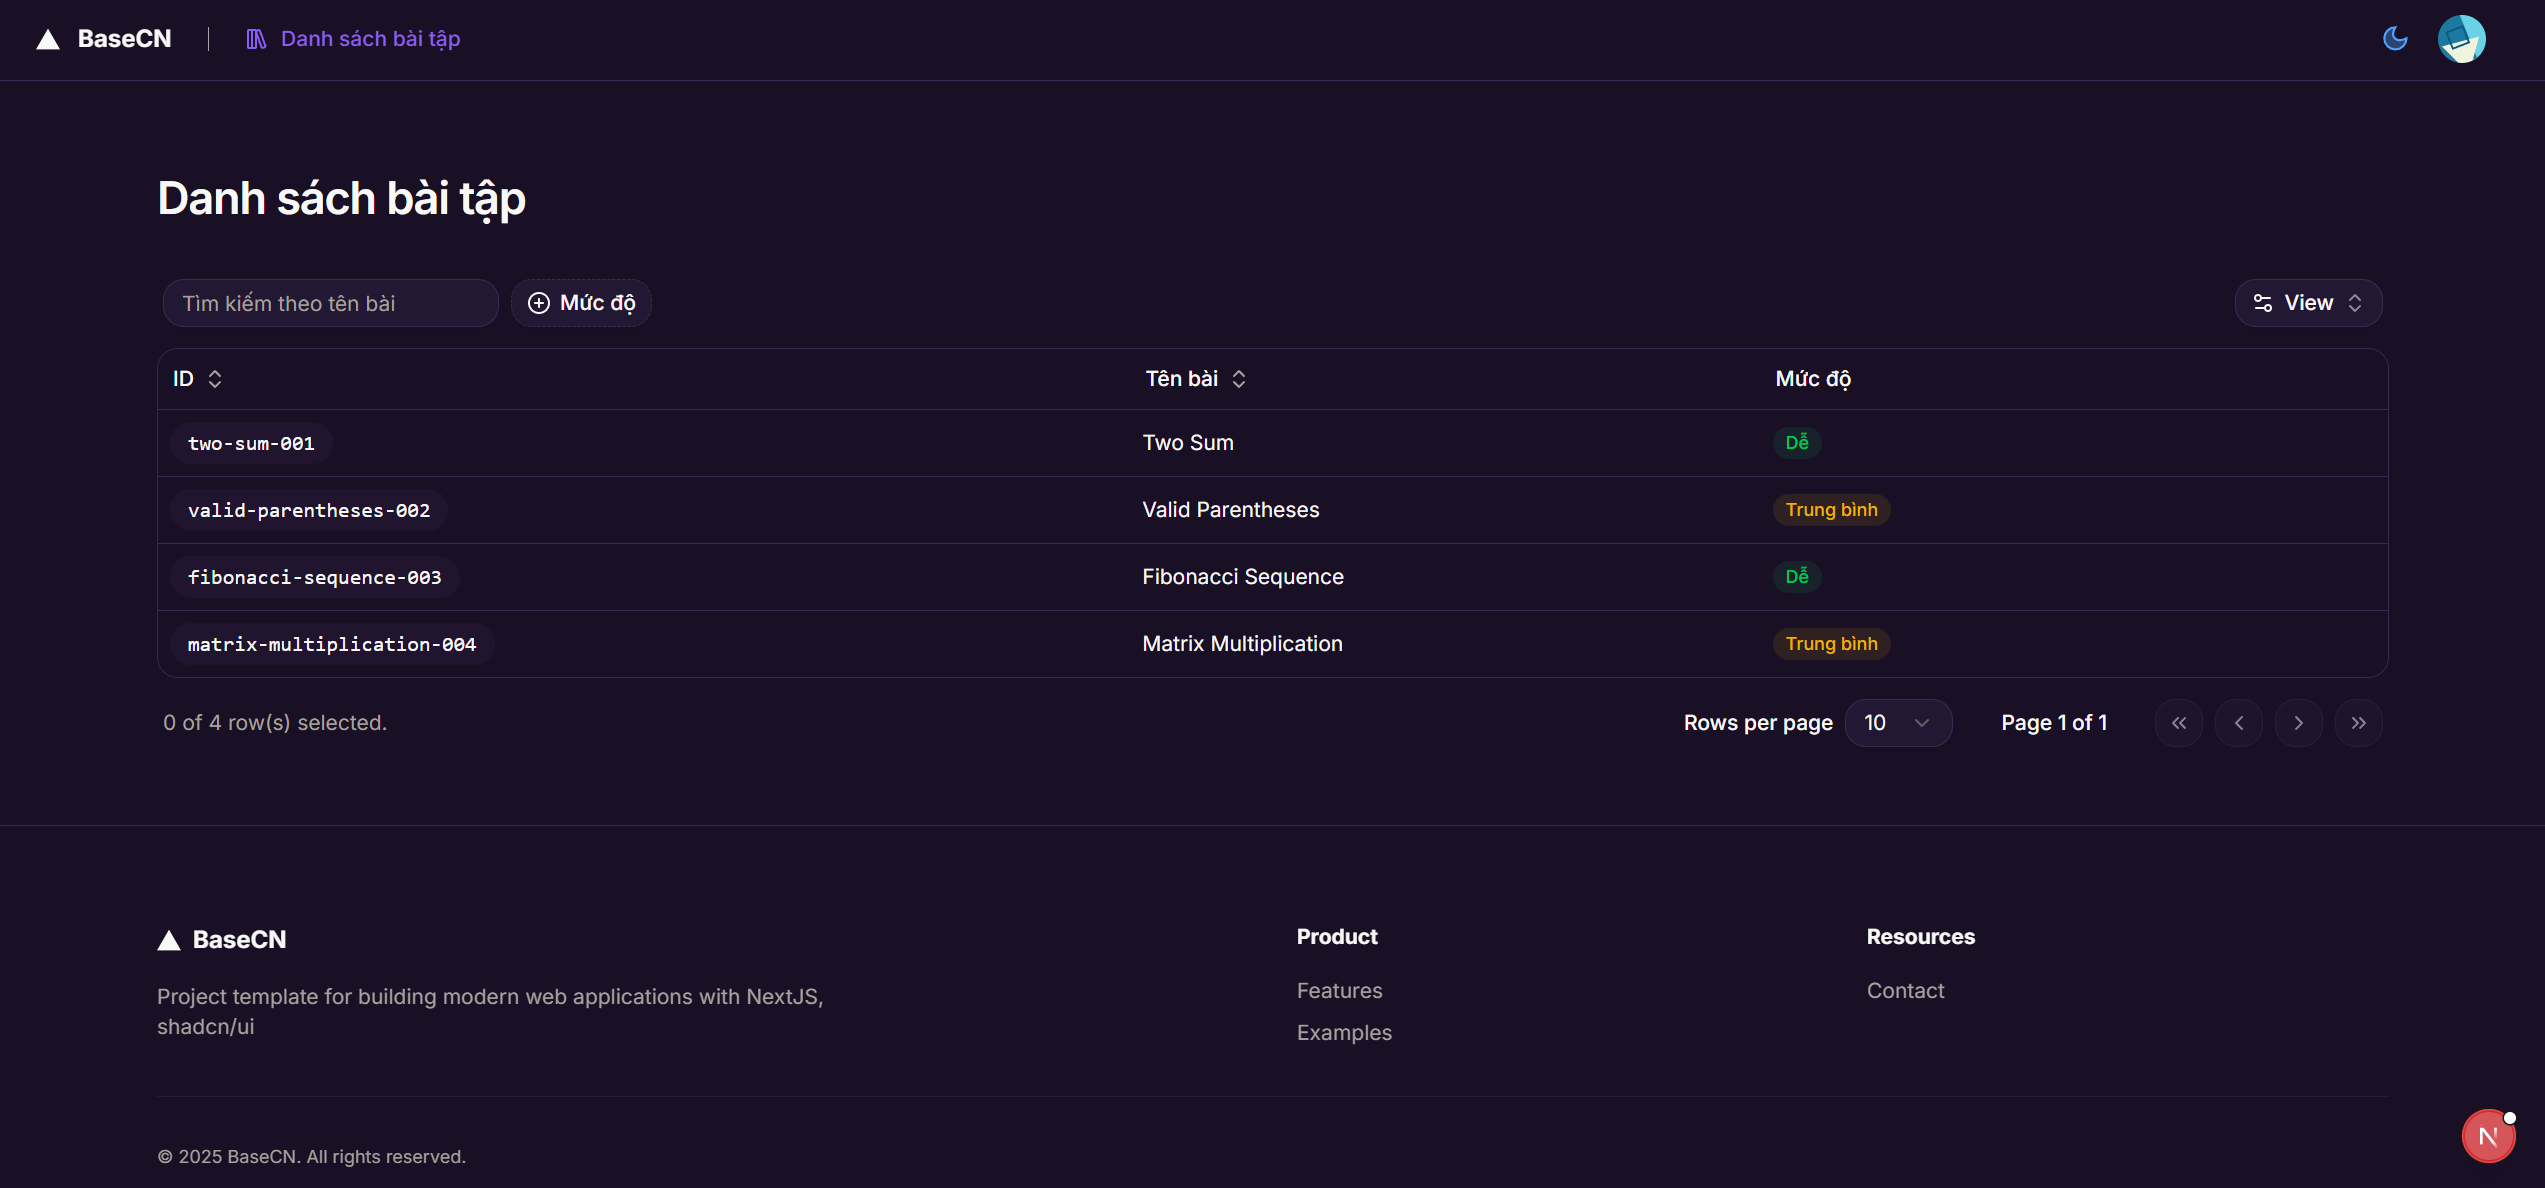 BaseCN
Danh sách bài tập
Danh sách bài tập
Tìm kiếm theo tên bài
Mức độ
View
ID
Tên bài
Mức độ
two-sum-001
Two Sum
Dễ
valid-parentheses-002
Valid Parentheses
Trung bình
fibonacci-sequence-003
Fibonacci Sequence
Dễ
matrix-multiplication-004
Matrix Multiplication
Trung bình
0 of 4 row(s) selected.
Rows per page
10
Page 1 of 1
BaseCN
Project template for building modern web applications with NextJS,
shadcn/ui
Product
Features
Examples
Resources
Contact
© 2025 BaseCN. All rights reserved.
N